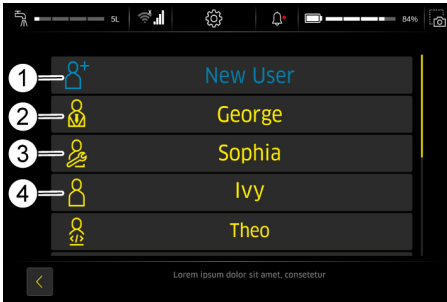 5L
84%
1
New User
2
George
3
Sophia
4
Ivy
Theo
Lorem ipsum dolor sit amet, consetetur